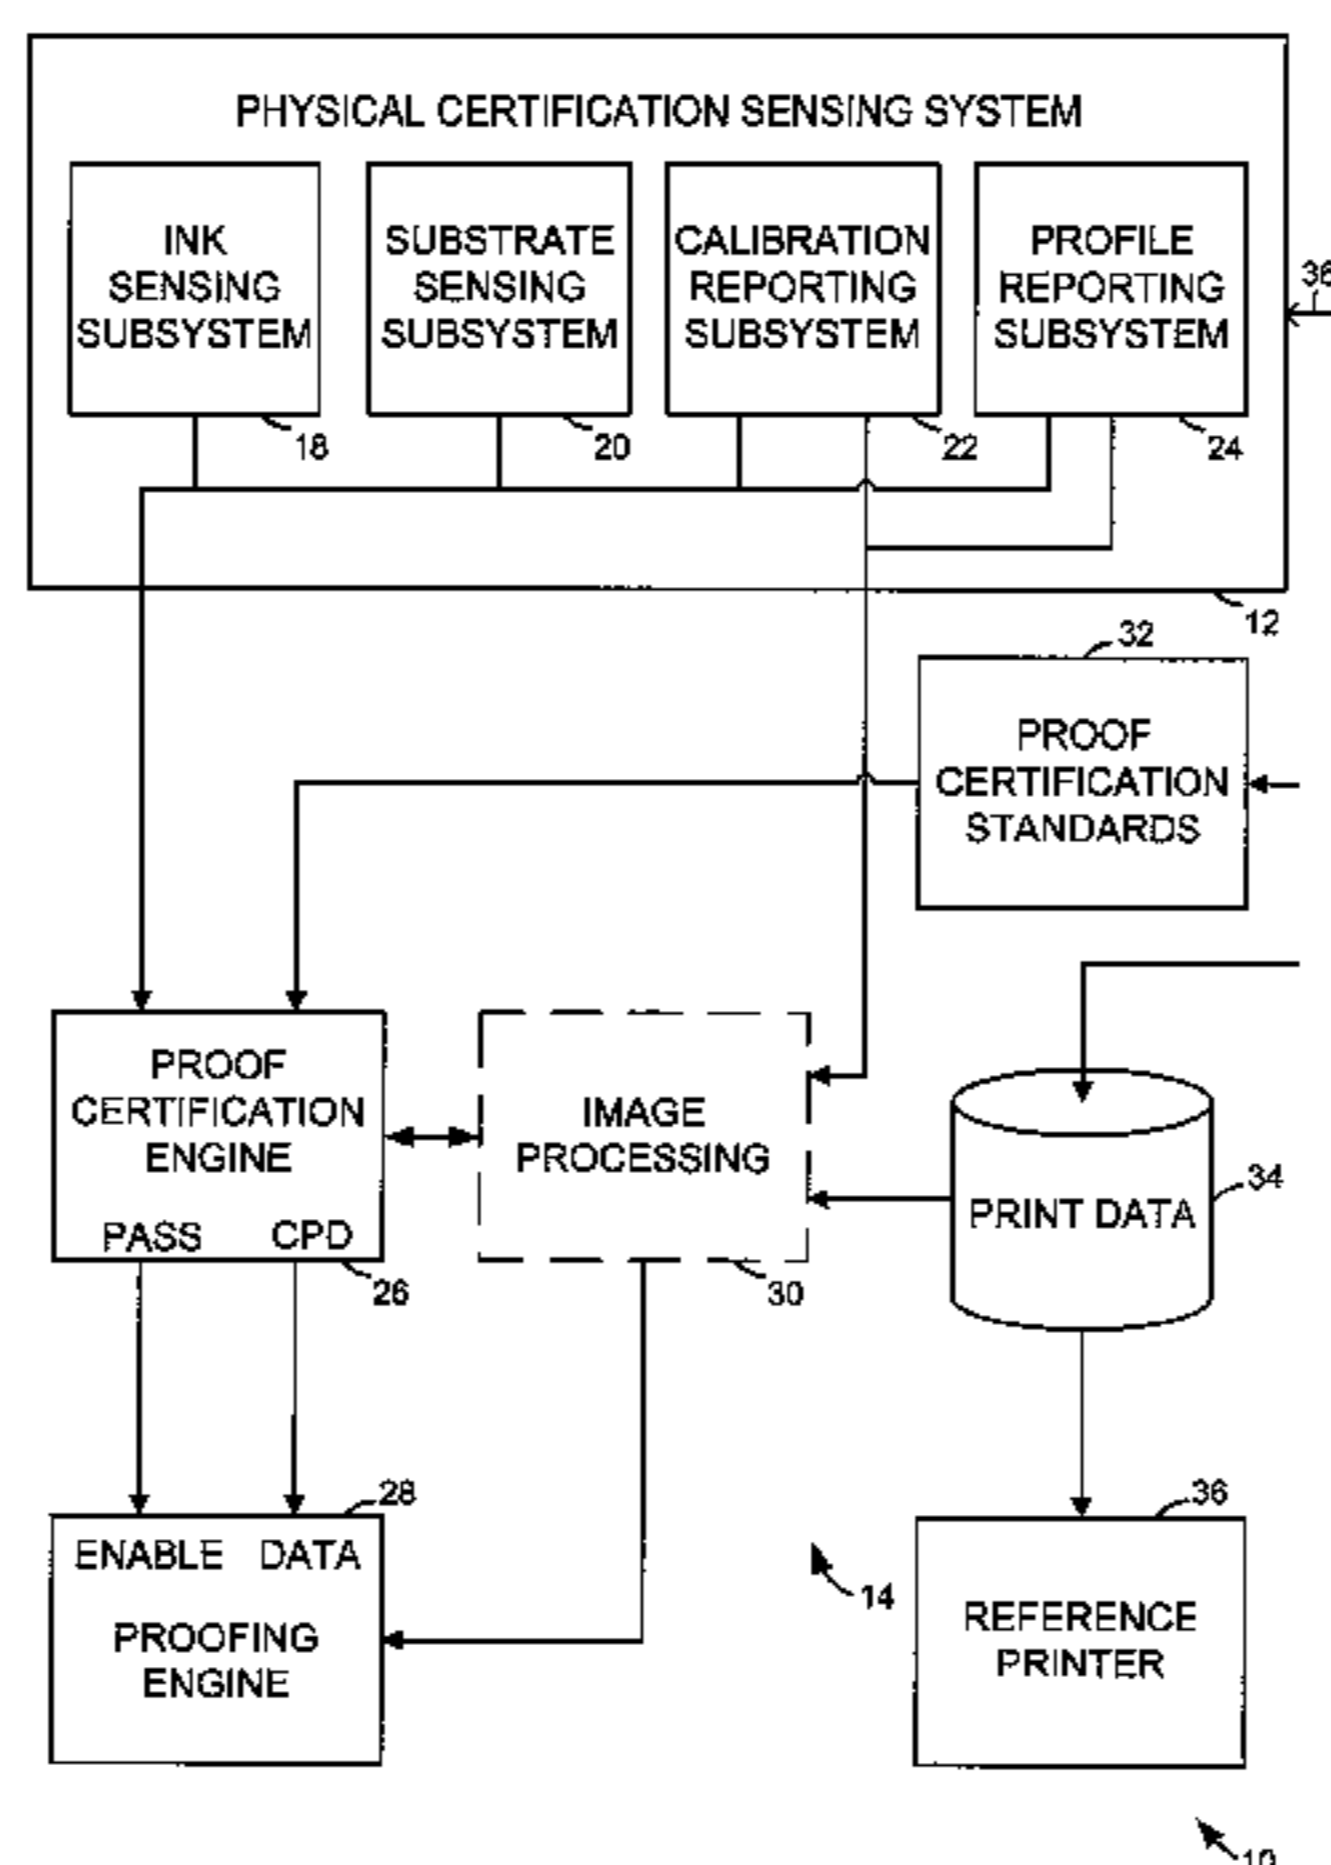 PHYSICAL CERTIFICATION SENSING SYSTEM
INK
SENSING
SUBSYSTEM
18
SUBSTRATE
SENSING
SUBSYSTEM
20
CALIBRATION
REPORTING
SUBSYSTEM
22
PROFILE
REPORTING
SUBSYSTEM
24
12
32
PROOF
CERTIFICATION
STANDARDS
PROOF
CERTIFICATION
ENGINE
PASS CPD
26
IMAGE
PROCESSING
30
PRINT DATA
34
28
ENABLE DATA
PROOFING
ENGINE
14
36
REFERENCE
PRINTER